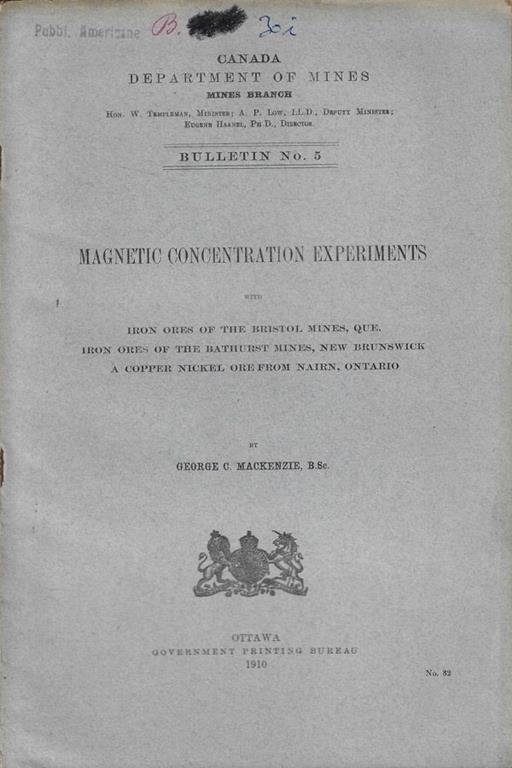 Pubbl. Americane B. 30i
CANADA
DEPARTMENT OF MINES
MINES BRANCH
HON. W. TEMPLEMAN, MINISTER; A. P. LOW, LL.D., DEPUTY MINISTER;
EUGENE HAANEL, PH.D., DIRECTOR.
BULLETIN NO. 5
MAGNETIC CONCENTRATION EXPERIMENTS
WITH
IRON ORES OF THE BRISTOL MINES, QUE.
IRON ORES OF THE BATHURST MINES, NEW BRUNSWICK
A COPPER NICKEL ORE FROM NAIRN, ONTARIO
BY
GEORGE C. MACKENZIE, B.Sc.
OTTAWA
GOVERNMENT PRINTING BUREAU
1910
No. 32